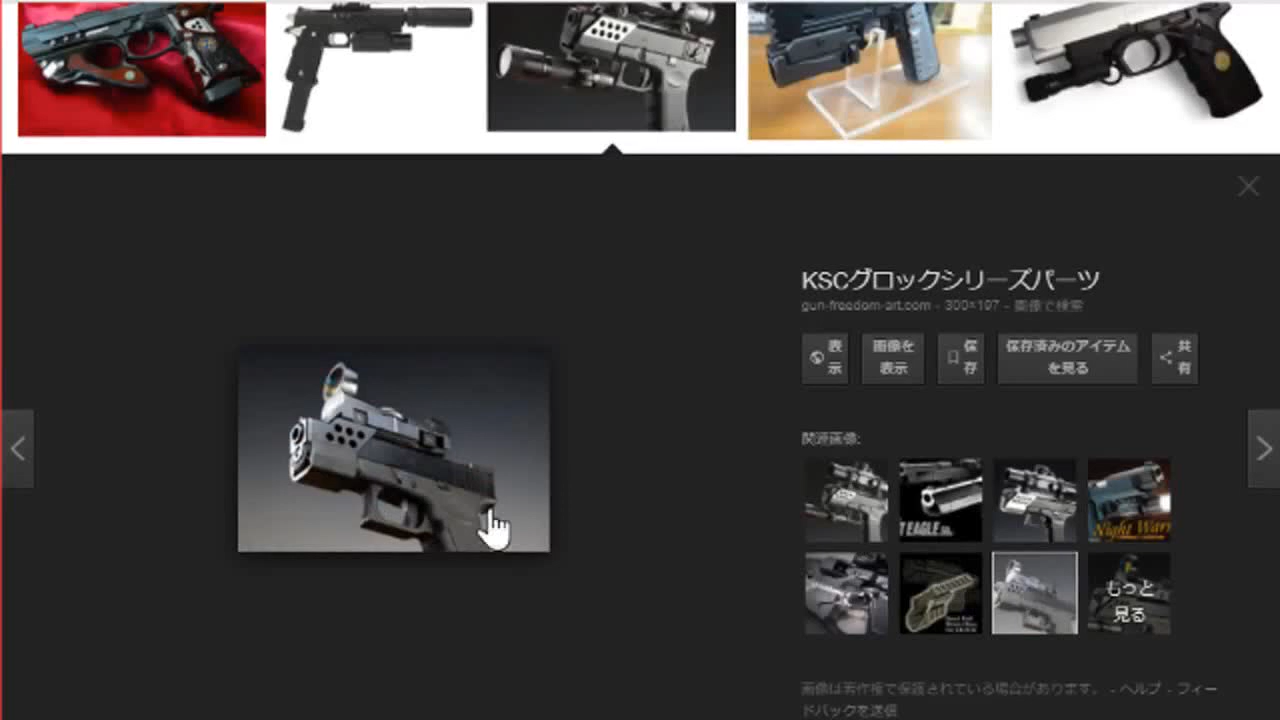 KSCグロックシリーズパーツ
gun-freedom-art.com - 300×197 - 画像で検索
表示
画像を
表示
保存
保存済みのアイテム
を見る
共有
関連画像:
T EAGLE
Night Warr
もっと
見る
画像は著作権で保護されている場合があります。 - ヘルプ - フィー
ドバックを送信